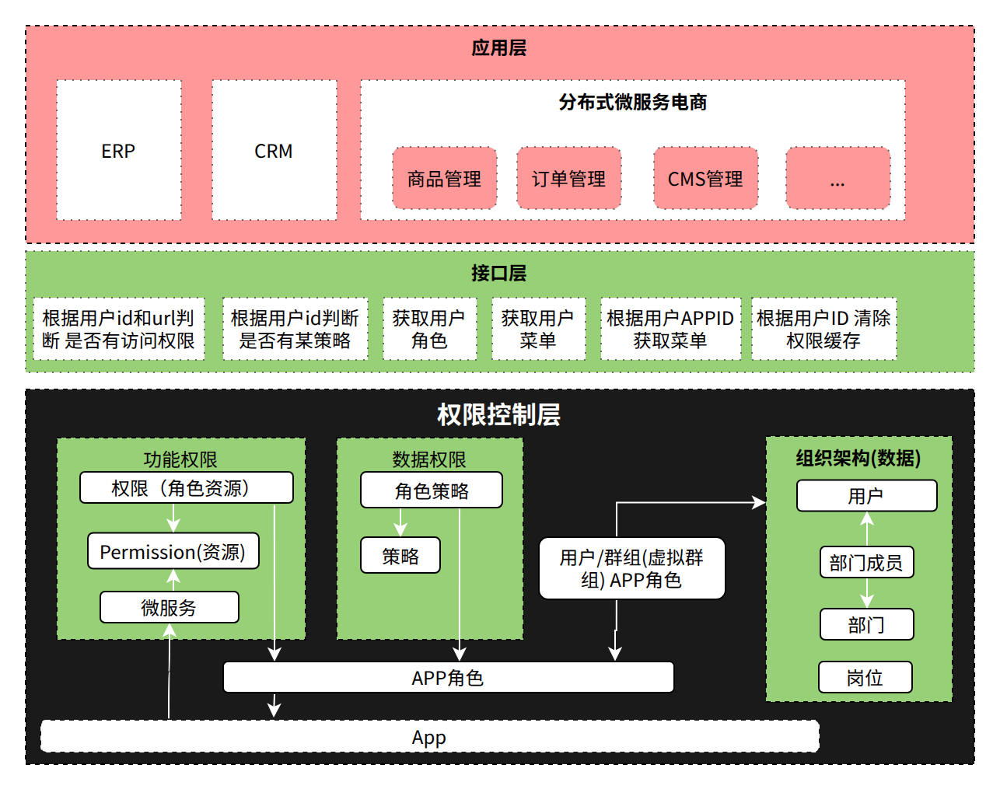 应用层
ERP
CRM
分布式微服务电商
商品管理
订单管理
CMS管理
...
接口层
根据用户id和url判
断 是否有访问权限
根据用户id判断
是否有某策略
获取用户
角色
获取用户
菜单
根据用户APPID
获取菜单
根据用户ID 清除
权限缓存
权限控制层
功能权限
权限（角色资源）
Permission(资源)
微服务
数据权限
角色策略
策略
用户/群组(虚拟群
组) APP角色
组织架构(数据)
用户
部门成员
部门
岗位
APP角色
App